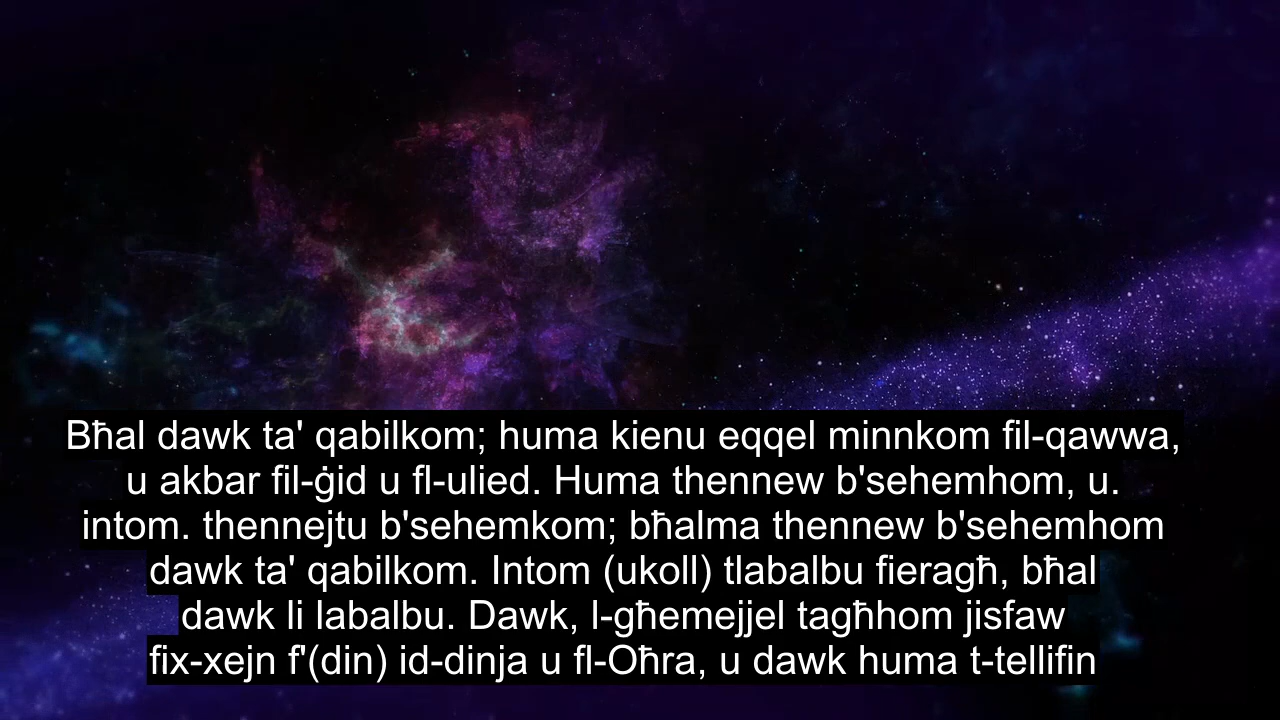 Bħal dawk ta' qabilkom; huma kienu eqqel minnkom fil-qawwa,
u akbar fil-ġid u fl-ulied. Huma thennew b'sehemhom, u.
intom. thennejtu b'sehemkom; bħalma thennew b'sehemhom
dawk ta' qabilkom. Intom (ukoll) tlabalbu fieragħ, bħal
dawk li labalbu. Dawk, l-għemejjel tagħhom jisfaw
fix-xejn f'(din) id-dinja u fl-Oħra, u dawk huma t-tellifin